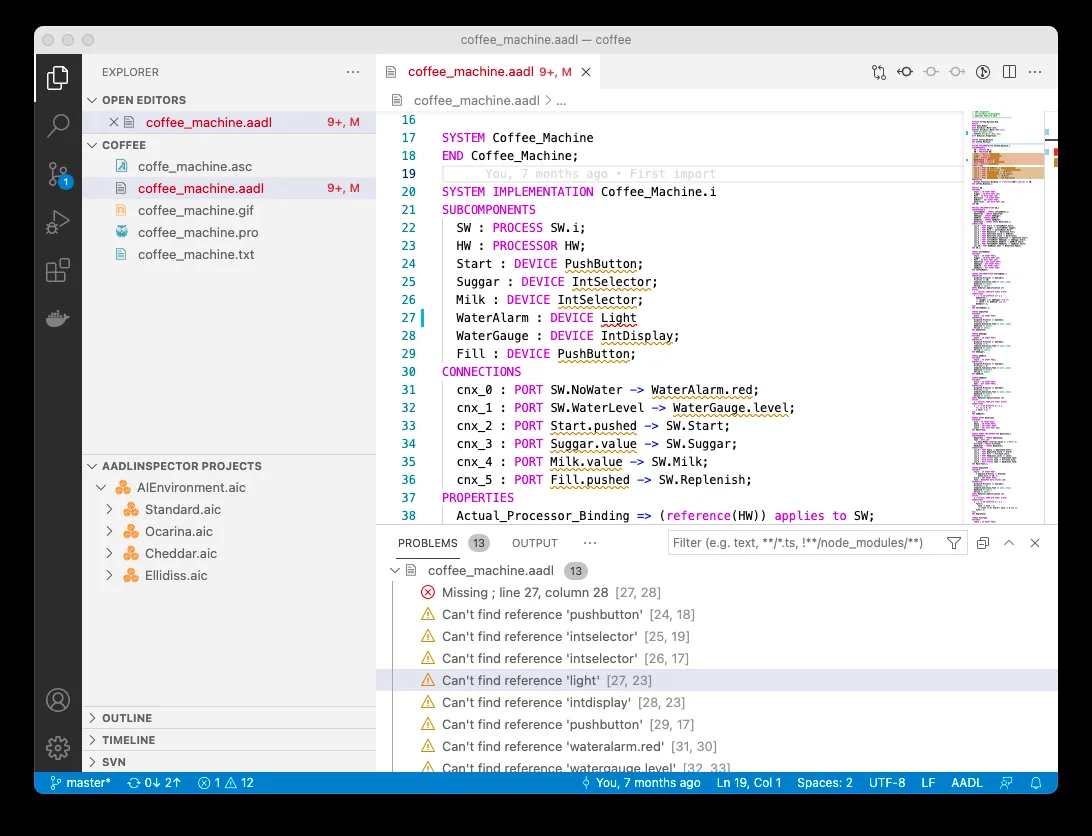 coffee_machine.aadl — coffee
EXPLORER ···
OPEN EDITORS
coffee_machine.aadl 9+, M
COFFEE
coffe_machine.asc
coffee_machine.aadl 9+, M
coffee_machine.gif
coffee_machine.pro
coffee_machine.txt
1
AADLINSPECTOR PROJECTS
AIEnvironment.aic
Standard.aic
Ocarina.aic
Cheddar.aic
Ellidiss.aic
OUTLINE
TIMELINE
SVN
coffee_machine.aadl 9+, M
coffee_machine.aadl > ...
16
17 SYSTEM Coffee_Machine
18 END Coffee_Machine;
19 You, 7 months ago • First import
20 SYSTEM IMPLEMENTATION Coffee_Machine.i
21 SUBCOMPONENTS
22 SW : PROCESS SW.i;
23 HW : PROCESSOR HW;
24 Start : DEVICE PushButton;
25 Suggar : DEVICE IntSelector;
26 Milk : DEVICE IntSelector;
27 WaterAlarm : DEVICE Light
28 WaterGauge : DEVICE IntDisplay;
29 Fill : DEVICE PushButton;
30 CONNECTIONS
31 cnx_0 : PORT SW.NoWater -> WaterAlarm.red;
32 cnx_1 : PORT SW.WaterLevel -> WaterGauge.level;
33 cnx_2 : PORT Start.pushed -> SW.Start;
34 cnx_3 : PORT Suggar.value -> SW.Suggar;
35 cnx_4 : PORT Milk.value -> SW.Milk;
36 cnx_5 : PORT Fill.pushed -> SW.Replenish;
37 PROPERTIES
38 Actual_Processor_Binding => (reference(HW)) applies to SW;
PROBLEMS 13 OUTPUT ··· Filter (e.g. text, **/*.ts, !**/node_modules/**)
coffee_machine.aadl 13
Missing ; line 27, column 28 [27, 28]
Can't find reference 'pushbutton' [24, 18]
Can't find reference 'intselector' [25, 19]
Can't find reference 'intselector' [26, 17]
Can't find reference 'light' [27, 23]
Can't find reference 'intdisplay' [28, 23]
Can't find reference 'pushbutton' [29, 17]
Can't find reference 'wateralarm.red' [31, 30]
Can't find reference 'watergauge.level' [32, 33]
master* 0↓ 2↑ 1 12 You, 7 months ago Ln 19, Col 1 Spaces: 2 UTF-8 LF AADL